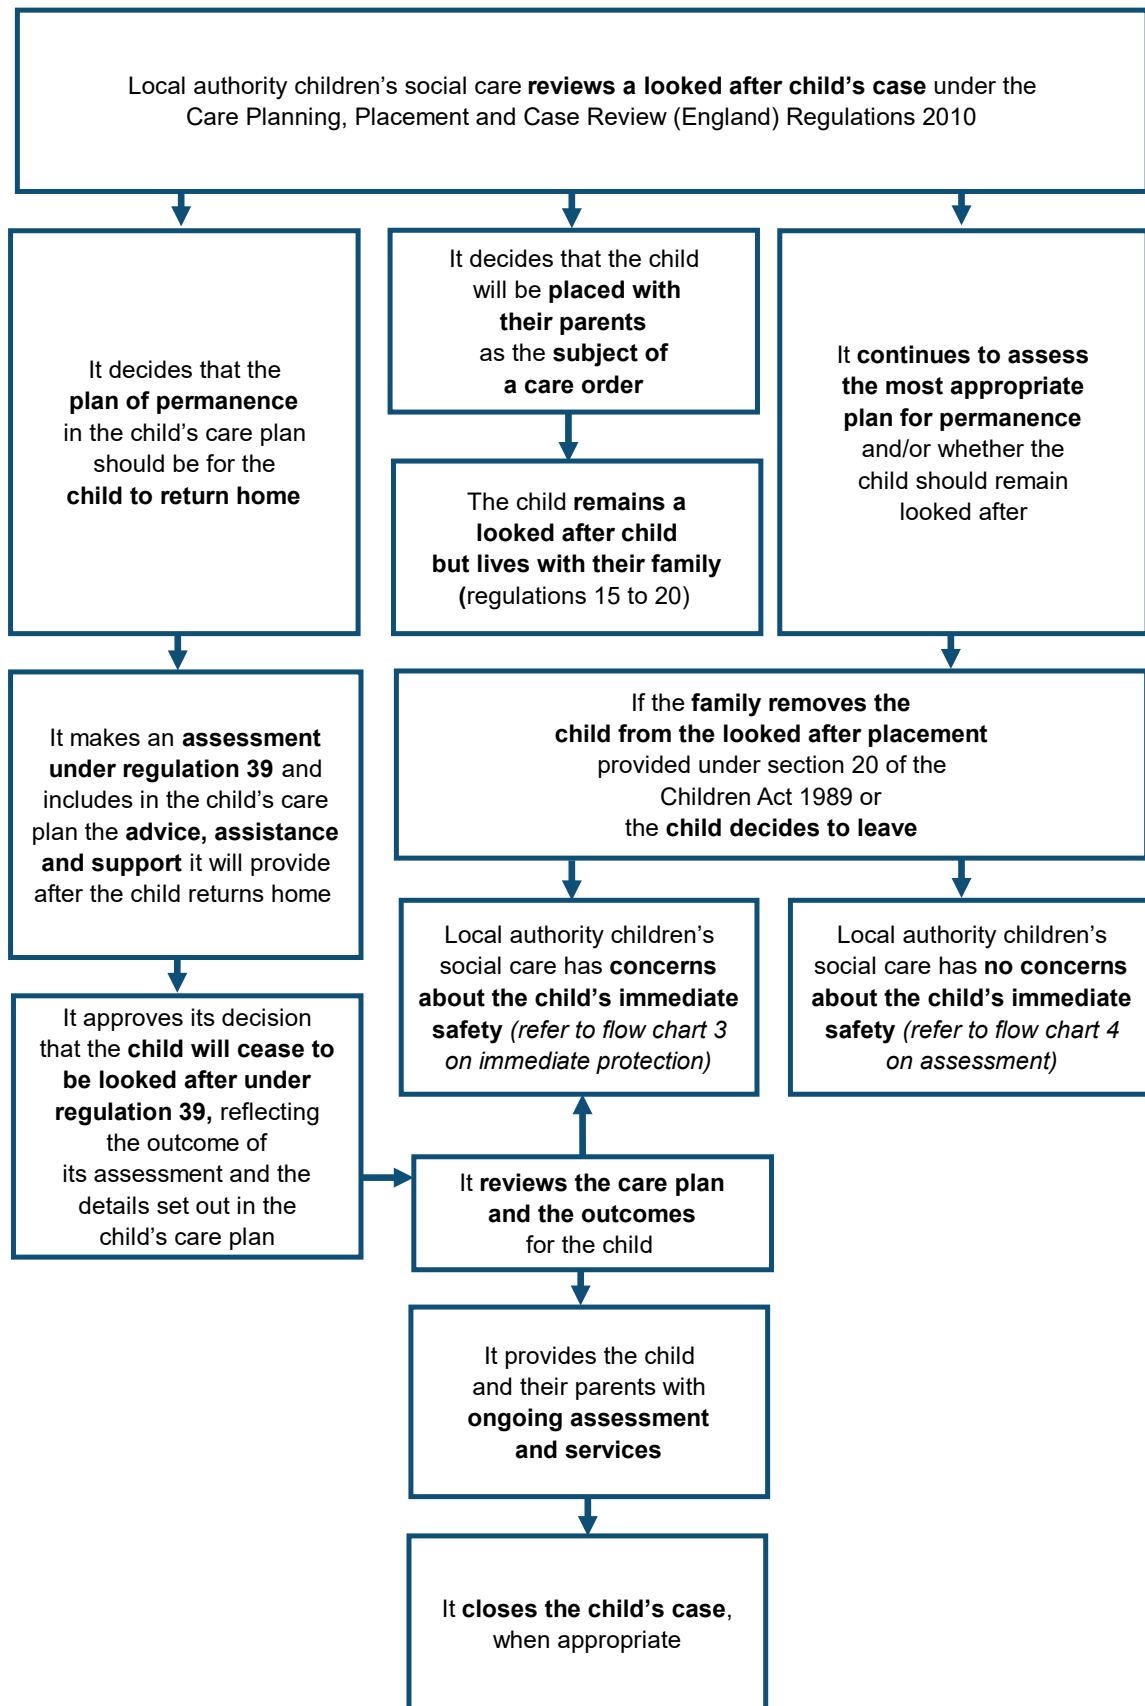 Local authority children’s social care reviews a looked after child’s case under the
Care Planning, Placement and Case Review (England) Regulations 2010
It decides that the
plan of permanence
in the child’s care plan
should be for the
child to return home
It decides that the child
will be placed with
their parents
as the subject of
a care order
The child remains a
looked after child
but lives with their family
(regulations 15 to 20)
It continues to assess
the most appropriate
plan for permanence
and/or whether the
child should remain
looked after
It makes an assessment
under regulation 39 and
includes in the child’s care
plan the advice, assistance
and support it will provide
after the child returns home
If the family removes the
child from the looked after placement
provided under section 20 of the
Children Act 1989 or
the child decides to leave
Local authority children’s
social care has concerns
about the child’s immediate
safety (refer to flow chart 3
on immediate protection)
Local authority children’s
social care has no concerns
about the child’s immediate
safety (refer to flow chart 4
on assessment)
It approves its decision
that the child will cease to
be looked after under
regulation 39, reflecting
the outcome of
its assessment and the
details set out in the
child’s care plan
It reviews the care plan
and the outcomes
for the child
It provides the child
and their parents with
ongoing assessment
and services
It closes the child’s case,
when appropriate